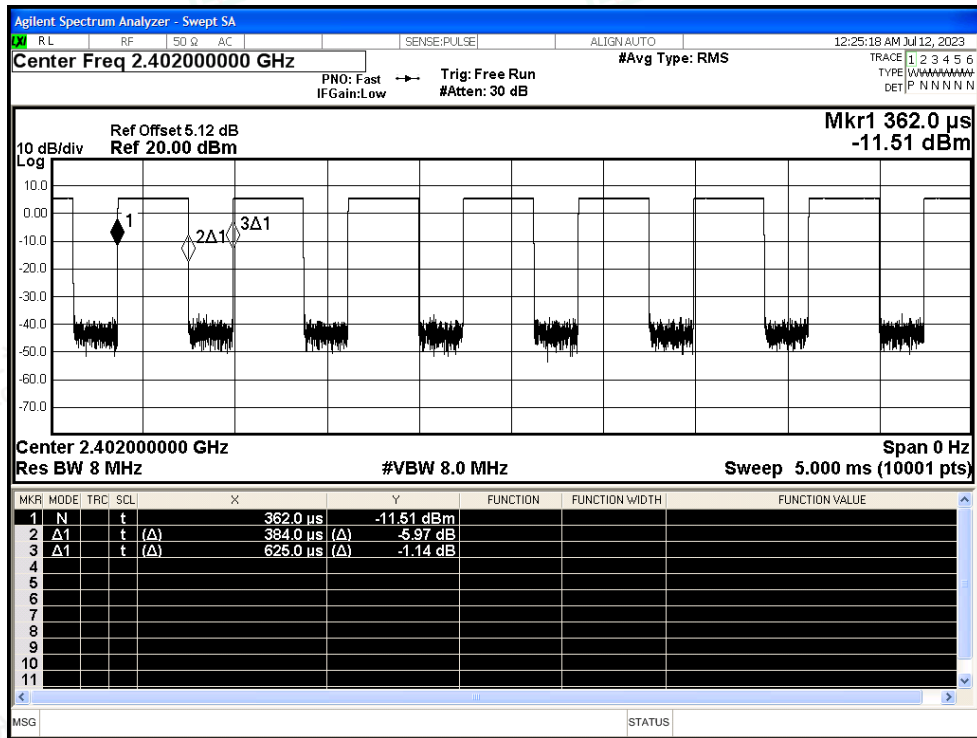 Agilent Spectrum Analyzer - Swept SA
LXI RL RF 50 Ω AC SENSE:PULSE ALIGN AUTO 12:25:18 AM Jul 12, 2023
Center Freq 2.402000000 GHz #Avg Type: RMS TRACE 1 2 3 4 5 6
PNO: Fast Trig: Free Run TYPE WWWWWW
IFGain:Low #Atten: 30 dB DET P N N N N N
Mkr1 362.0 µs
Ref Offset 5.12 dB
10 dB/div Ref 20.00 dBm -11.51 dBm
Log
10.0
0.00
1 2Δ1 3Δ1
-10.0
-20.0
-30.0
-40.0
-50.0
-60.0
-70.0
Center 2.402000000 GHz Span 0 Hz
Res BW 8 MHz #VBW 8.0 MHz Sweep 5.000 ms (10001 pts)
MKR MODE TRC SCL X Y FUNCTION FUNCTION WIDTH FUNCTION VALUE
1 N t 362.0 µs -11.51 dBm
2 Δ1 t (Δ) 384.0 µs (Δ) -5.97 dB
3 Δ1 t (Δ) 625.0 µs (Δ) -1.14 dB
4
5
6
7
8
9
10
11
MSG STATUS